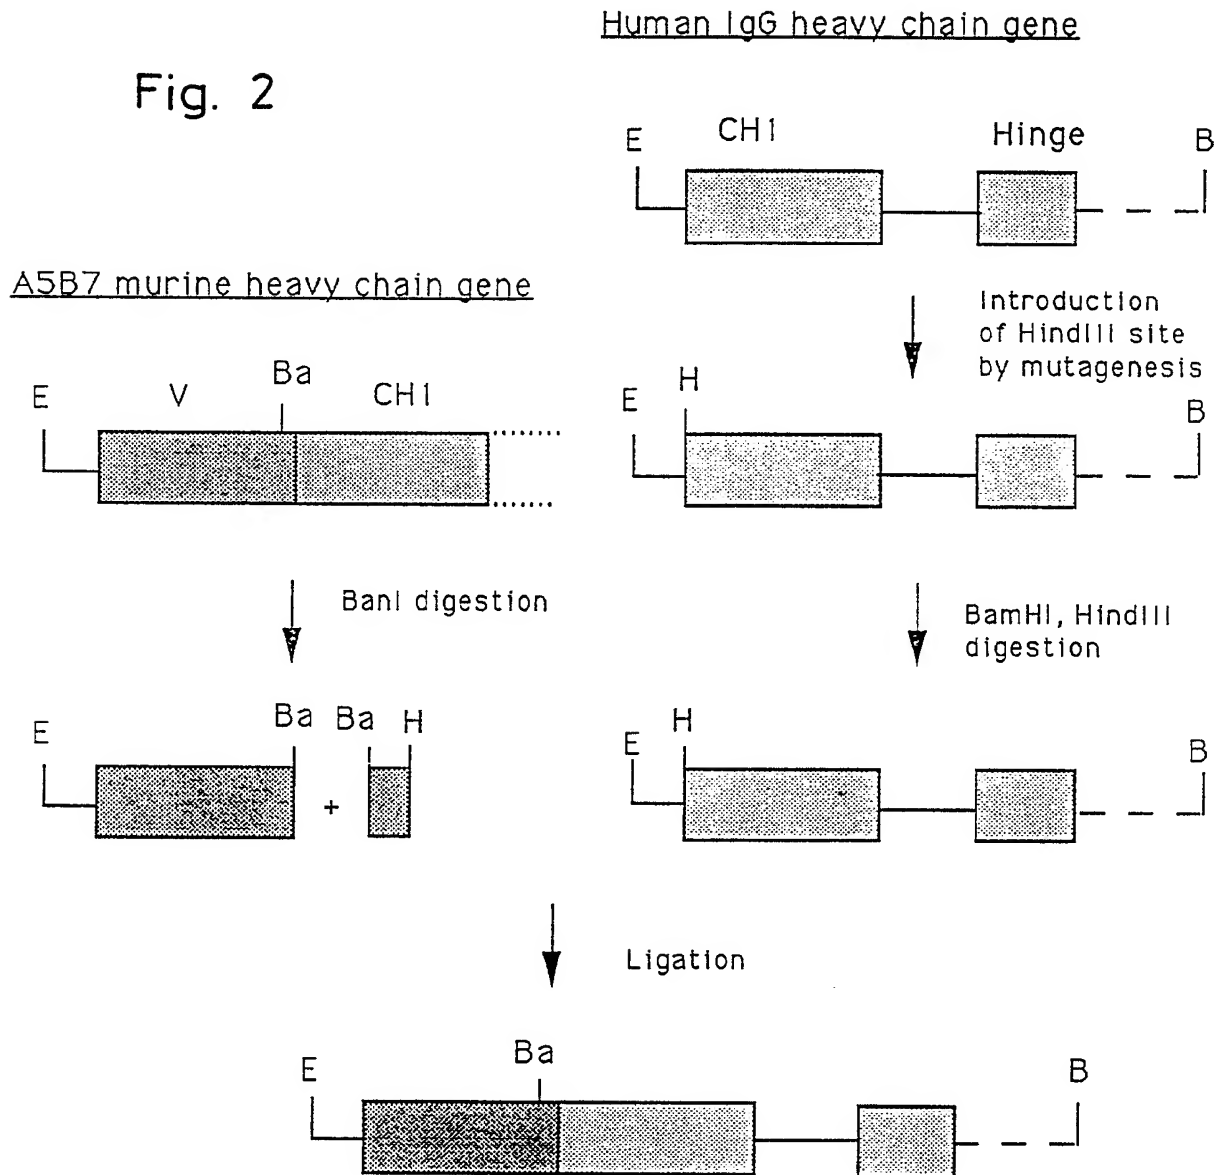 Human IgG heavy chain gene
Fig. 2
E CH1 Hinge B
A5B7 murine heavy chain gene
Introduction
of HindIII site
by mutagenesis
E V Ba CH1
E H B
BanI digestion
BamHI, HindIII
digestion
E Ba Ba H
+
E H B
Ligation
E Ba B